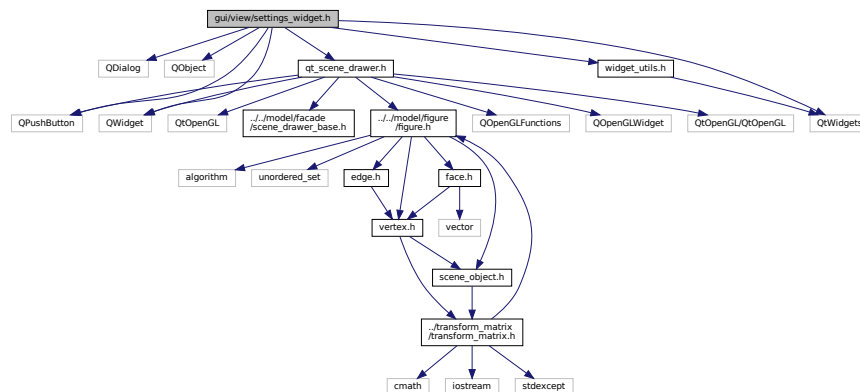 gui/view/settings_widget.h
QDialog
QObject
qt_scene_drawer.h
widget_utils.h
QPushButton
QWidget
QtOpenGL
../../model/facade
/scene_drawer_base.h
../../model/figure
/figure.h
QOpenGLFunctions
QOpenGLWidget
QtOpenGL/QtOpenGL
QtWidgets
algorithm
unordered_set
edge.h
face.h
vertex.h
vector
scene_object.h
../transform_matrix
/transform_matrix.h
cmath
iostream
stdexcept